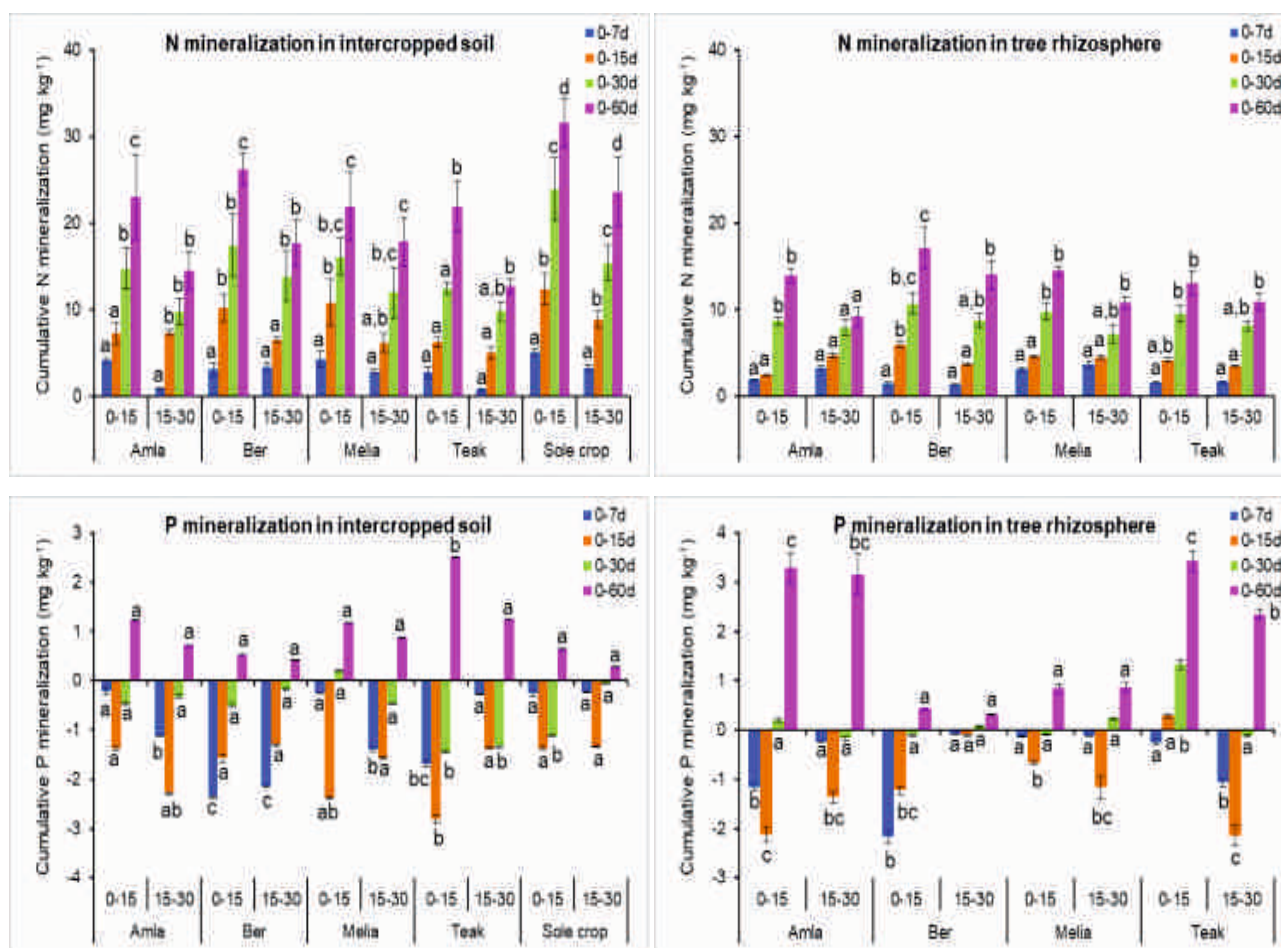 N mineralization in intercropped soil
Cumulative N mineralization (mg kg⁻¹)
40
30
20
10
0
0-7d
0-15d
0-30d
0-60d
a a b c
a b b b
a b b c
a a b b
a b b,c c
a a,b b,c c
a a a b
a a a,b b
a b c d
a b c d
0-15 15-30 0-15 15-30 0-15 15-30 0-15 15-30 0-15 15-30
Amla Ber Melia Teak Sole crop
N mineralization in tree rhizosphere
Cumulative N mineralization (mg kg⁻¹)
40
30
20
10
0
0-7d
0-15d
0-30d
0-60d
a a b b
a a a a
a b b,c c
a a a,b b
a a b b
a a a,b b
a a,b b b
a a a,b b
0-15 15-30 0-15 15-30 0-15 15-30 0-15 15-30
Amla Ber Melia Teak
P mineralization in intercropped soil
Cumulative P mineralization (mg kg⁻¹)
3
2
1
0
-1
-2
-3
-4
0-7d
0-15d
0-30d
0-60d
a a a a
b ab a a
c a a a
c a a a
a ab a a
b a a a
bc b b b
a a ab a
a a b a
a a a a
0-15 15-30 0-15 15-30 0-15 15-30 0-15 15-30 0-15 15-30
Amla Ber Melia Teak Sole crop
P mineralization in tree rhizosphere
Cumulative P mineralization (mg kg⁻¹)
4
3
2
1
0
-1
-2
-3
0-7d
0-15d
0-30d
0-60d
b c a c
a bc a bc
b bc a a
a a a a
a b a a
a bc a a
a a b c
b c a b
0-15 15-30 0-15 15-30 0-15 15-30 0-15 15-30
Amla Ber Melia Teak